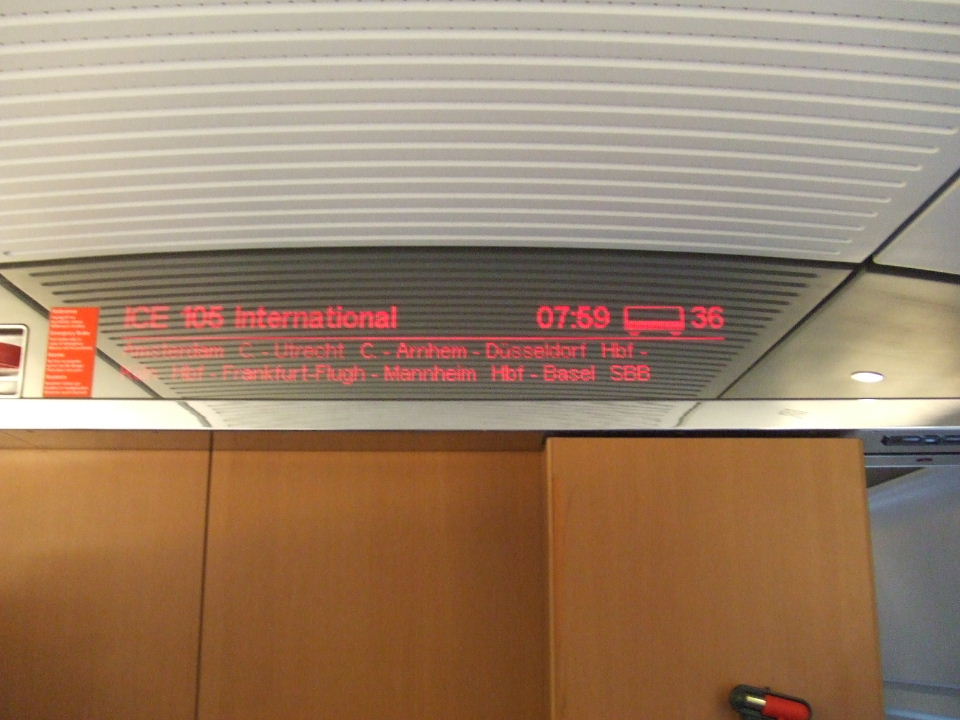 ICE 105 International 07:59 36
Amsterdam C. - Utrecht C. - Arnhem - Düsseldorf Hbf -
Hbf - Frankfurt-Flugh - Mannheim Hbf - Basel SBB